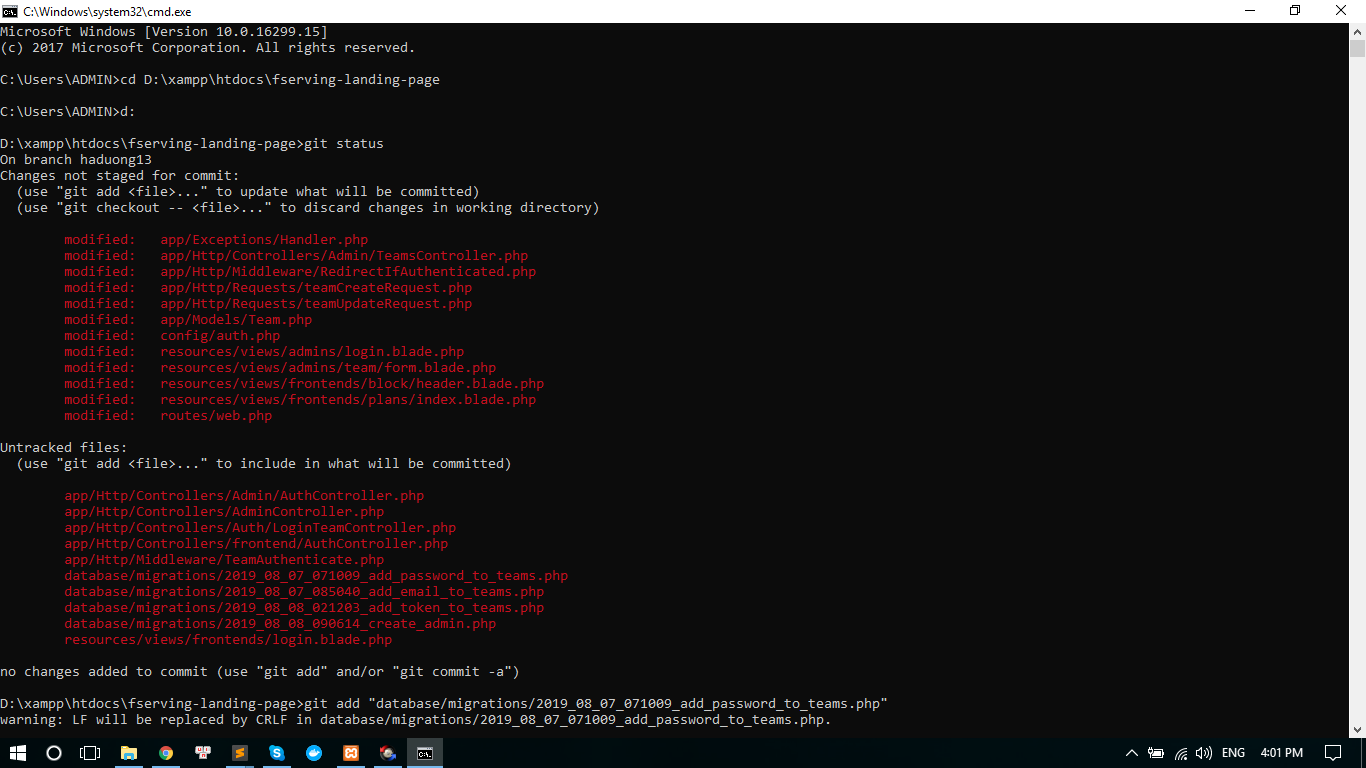 C:\Windows\system32\cmd.exe
Microsoft Windows [Version 10.0.16299.15]
(c) 2017 Microsoft Corporation. All rights reserved.
C:\Users\ADMIN>cd D:\xampp\htdocs\fserving-landing-page
C:\Users\ADMIN>d:
D:\xampp\htdocs\fserving-landing-page>git status
On branch haduong13
Changes not staged for commit:
(use "git add <file>..." to update what will be committed)
(use "git checkout -- <file>..." to discard changes in working directory)
modified: app/Exceptions/Handler.php
modified: app/Http/Controllers/Admin/TeamsController.php
modified: app/Http/Middleware/RedirectIfAuthenticated.php
modified: app/Http/Requests/teamCreateRequest.php
modified: app/Http/Requests/teamUpdateRequest.php
modified: app/Models/Team.php
modified: config/auth.php
modified: resources/views/admins/login.blade.php
modified: resources/views/admins/team/form.blade.php
modified: resources/views/frontends/block/header.blade.php
modified: resources/views/frontends/plans/index.blade.php
modified: routes/web.php
Untracked files:
(use "git add <file>..." to include in what will be committed)
app/Http/Controllers/Admin/AuthController.php
app/Http/Controllers/AdminController.php
app/Http/Controllers/Auth/LoginTeamController.php
app/Http/Controllers/frontend/AuthController.php
app/Http/Middleware/TeamAuthenticate.php
database/migrations/2019_08_07_071009_add_password_to_teams.php
database/migrations/2019_08_07_085040_add_email_to_teams.php
database/migrations/2019_08_08_021203_add_token_to_teams.php
database/migrations/2019_08_08_090614_create_admin.php
resources/views/frontends/login.blade.php
no changes added to commit (use "git add" and/or "git commit -a")
D:\xampp\htdocs\fserving-landing-page>git add "database/migrations/2019_08_07_071009_add_password_to_teams.php"
warning: LF will be replaced by CRLF in database/migrations/2019_08_07_071009_add_password_to_teams.php.
ENG
4:01 PM